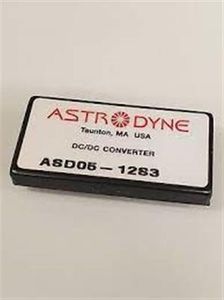 ASTRODYNE
Taunton, MA USA
DC/DC CONVERTER
ASD05-12S3